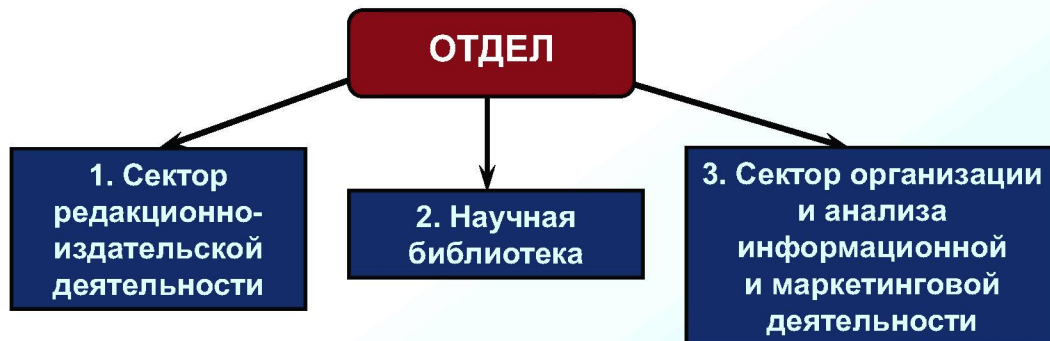 ОТДЕЛ
1. Сектор
редакционно-
издательской
деятельности
2. Научная
библиотека
3. Сектор организации
и анализа
информационной
и маркетинговой
деятельности